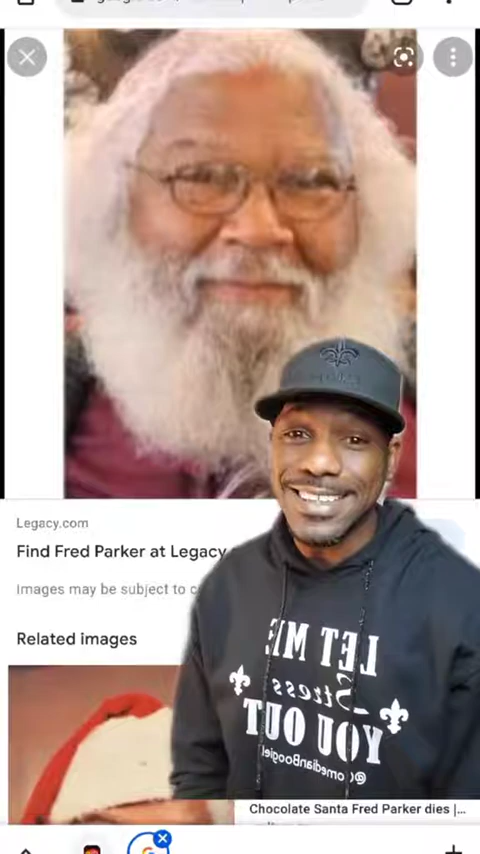 Legacy.com
Find Fred Parker at Legacy
Images may be subject to c
Related images
LET ME
Stress
YOU OUT
@ComedianBoogie
Chocolate Santa Fred Parker dies |...